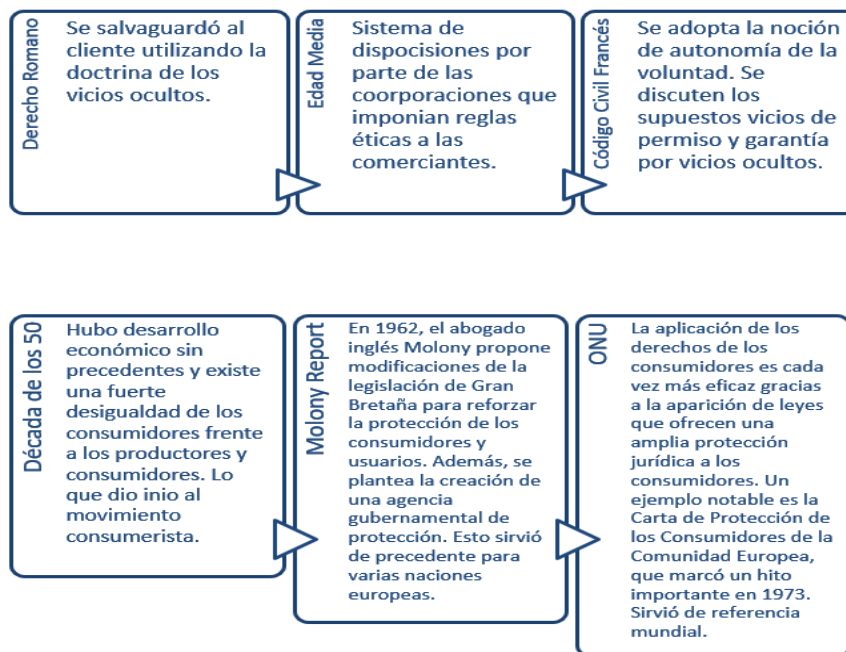 Derecho Romano
Se salvaguardó al
cliente utilizando la
doctrina de los
vicios ocultos.
Edad Media
Sistema de
dispocisiones por
parte de las
coorporaciones que
imponian reglas
éticas a las
comerciantes.
Código Civil Francés
Se adopta la noción
de autonomía de la
voluntad. Se
discuten los
supuestos vicios de
permiso y garantía
por vicios ocultos.
Década de los 50
Hubo desarrollo
económico sin
precedentes y existe
una fuerte
desigualdad de los
consumidores frente
a los productores y
consumidores. Lo
que dio inio al
movimiento
consumerista.
Molony Report
En 1962, el abogado
inglés Molony propone
modificaciones de la
legislación de Gran
Bretaña para reforzar
la protección de los
consumidores y
usuarios. Además, se
plantea la creación de
una agencia
gubernamental de
protección. Esto sirvió
de precedente para
varias naciones
europeas.
ONU
La aplicación de los
derechos de los
consumidores es cada
vez más eficaz gracias
a la aparición de leyes
que ofrecen una
amplia protección
jurídica a los
consumidores. Un
ejemplo notable es la
Carta de Protección de
los Consumidores de la
Comunidad Europea,
que marcó un hito
importante en 1973.
Sirvió de referencia
mundial.